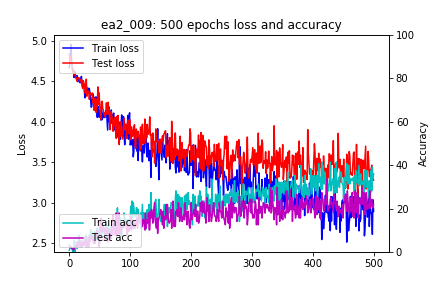 ea2_009: 500 epochs loss and accuracy
Train loss
Test loss
Train acc
Test acc
Loss
5.0
4.5
4.0
3.5
3.0
2.5
Accuracy
100
80
60
40
20
0
0 100 200 300 400 500